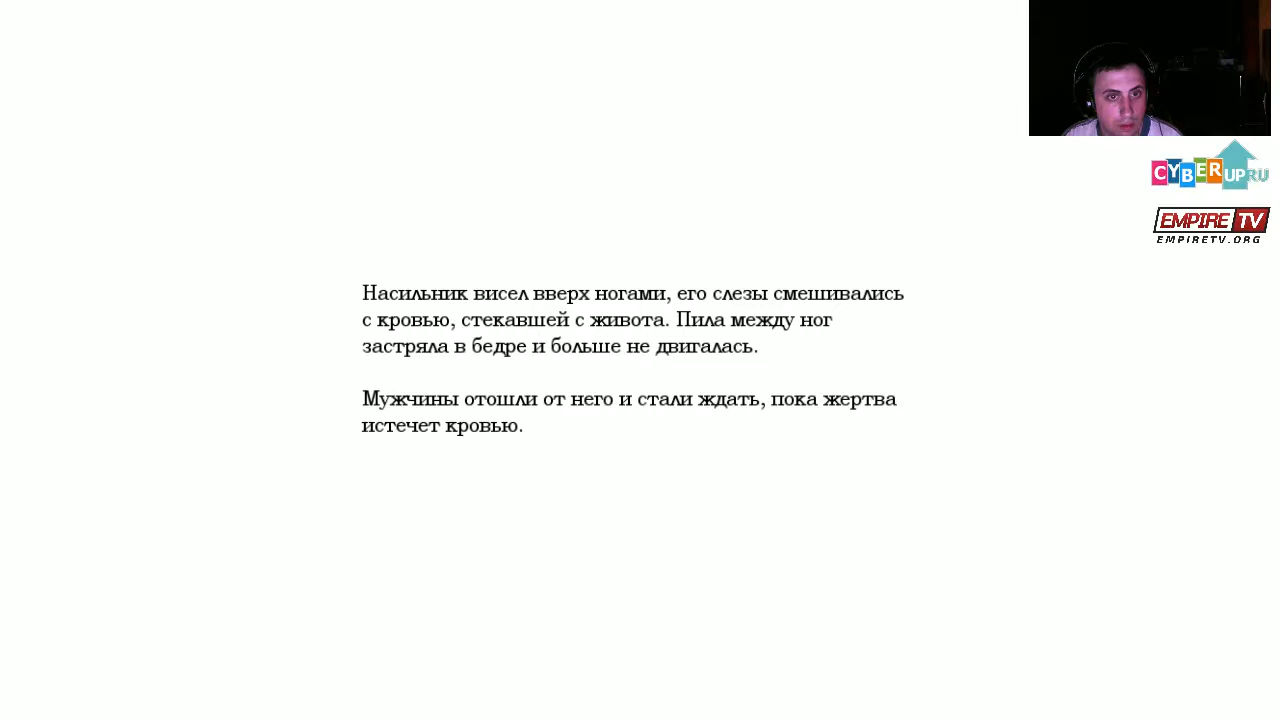 CYBERUP.RU
EMPIRE TV
EMPIRETV.ORG
Насильник висел вверх ногами, его слезы смешивались
с кровью, стекавшей с живота. Пила между ног
застряла в бедре и больше не двигалась.
Мужчины отошли от него и стали ждать, пока жертва
истечет кровью.